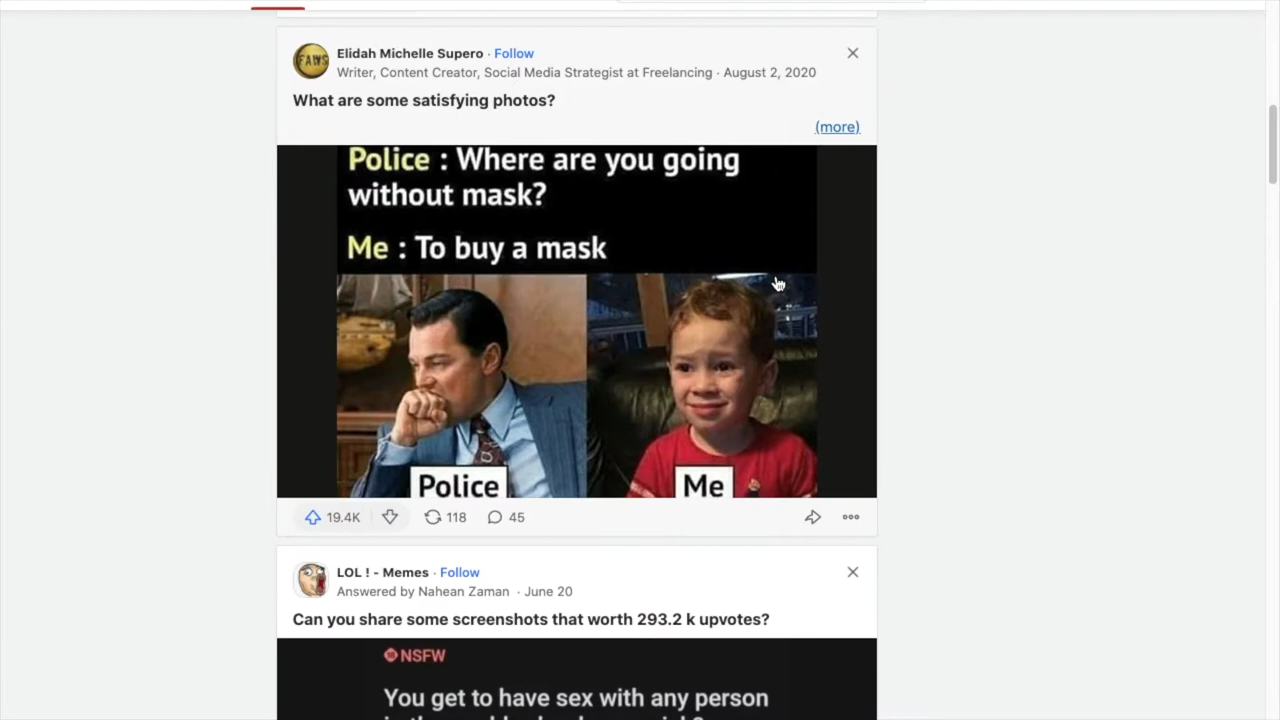 FAWS
Elidah Michelle Supero · Follow
Writer, Content Creator, Social Media Strategist at Freelancing · August 2, 2020
What are some satisfying photos?
(more)
Police : Where are you going
without mask?
Me : To buy a mask
Police
Me
19.4K
118
45
LOL ! - Memes · Follow
Answered by Nahean Zaman · June 20
Can you share some screenshots that worth 293.2 k upvotes?
NSFW
You get to have sex with any person